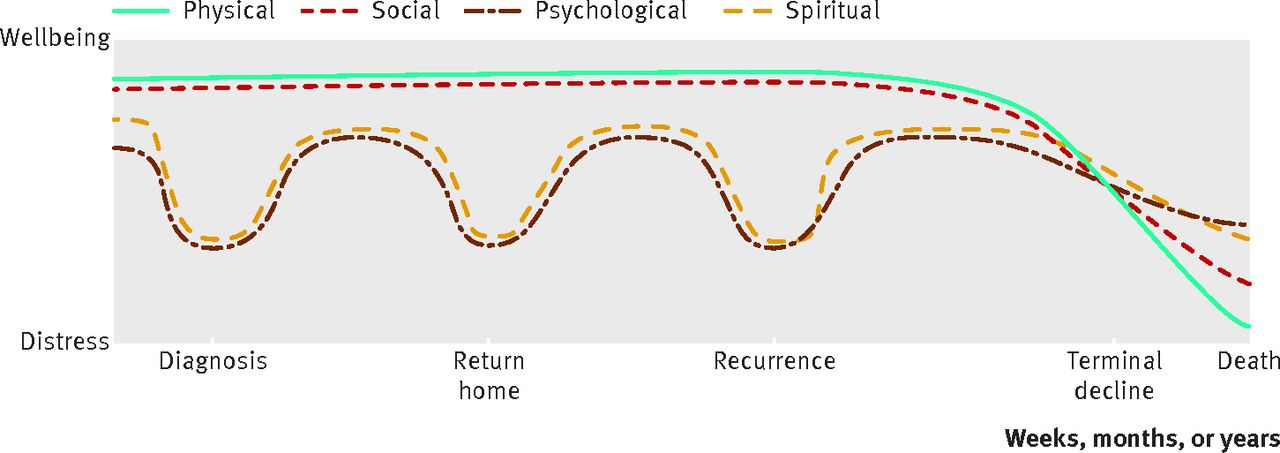 Physical Social Psychological Spiritual
Wellbeing
Distress
Diagnosis Return home Recurrence Terminal decline Death
Weeks, months, or years